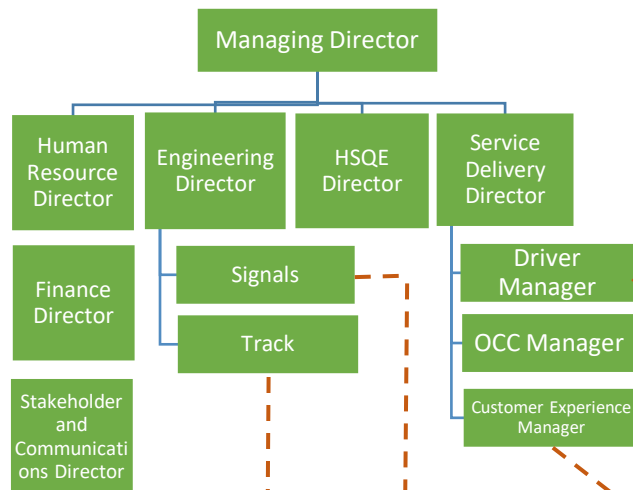 Managing Director
Human
Resource
Director
Engineering
Director
HSQE
Director
Service
Delivery
Director
Finance
Director
Signals
Track
Driver
Manager
OCC Manager
Customer Experience
Manager
Stakeholder
and
Communicati
ons Director